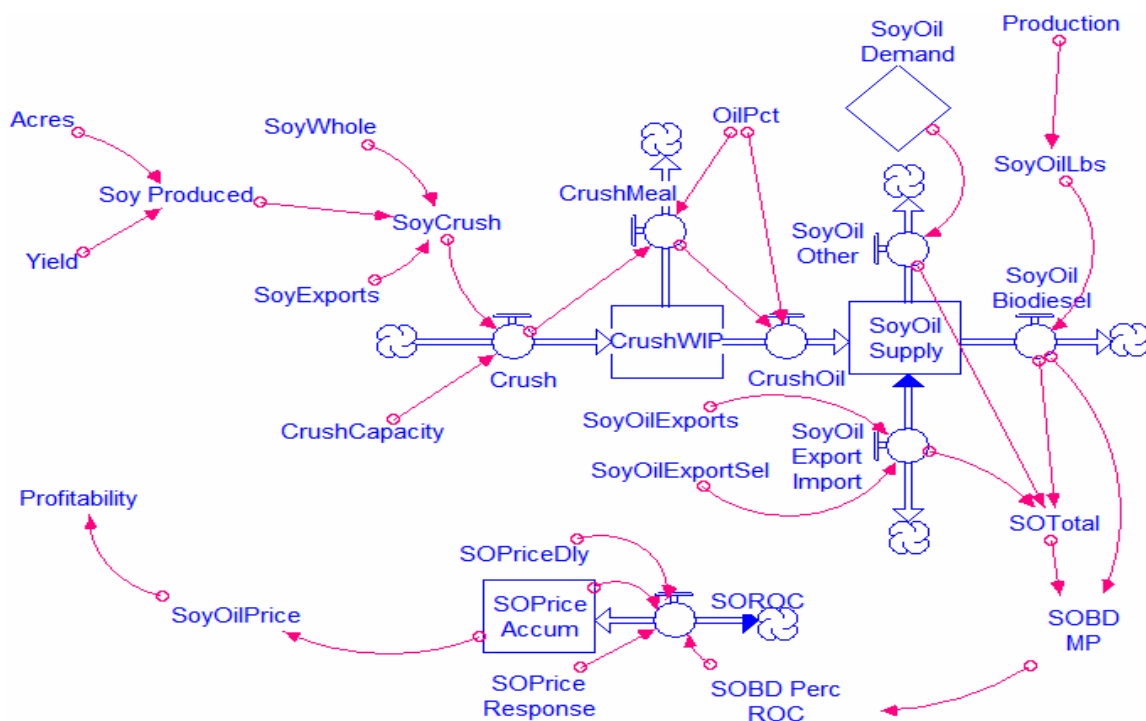 SoyOil
Demand
Production
Acres
SoyWhole
OilPct
SoyOilLbs
CrushMeal
Soy Produced
SoyCrush
SoyOil
Other
Yield
SoyExports
SoyOil
Biodiesel
CrushWIP
SoyOil
Supply
Crush
CrushOil
CrushCapacity
SoyOilExports
SoyOil
Export
Import
SoyOilExportSel
Profitability
SOTotal
SOPriceDly
SoyOilPrice
SOPrice
Accum
SOROC
SOBD
MP
SOPrice
Response
SOBD Perc
ROC